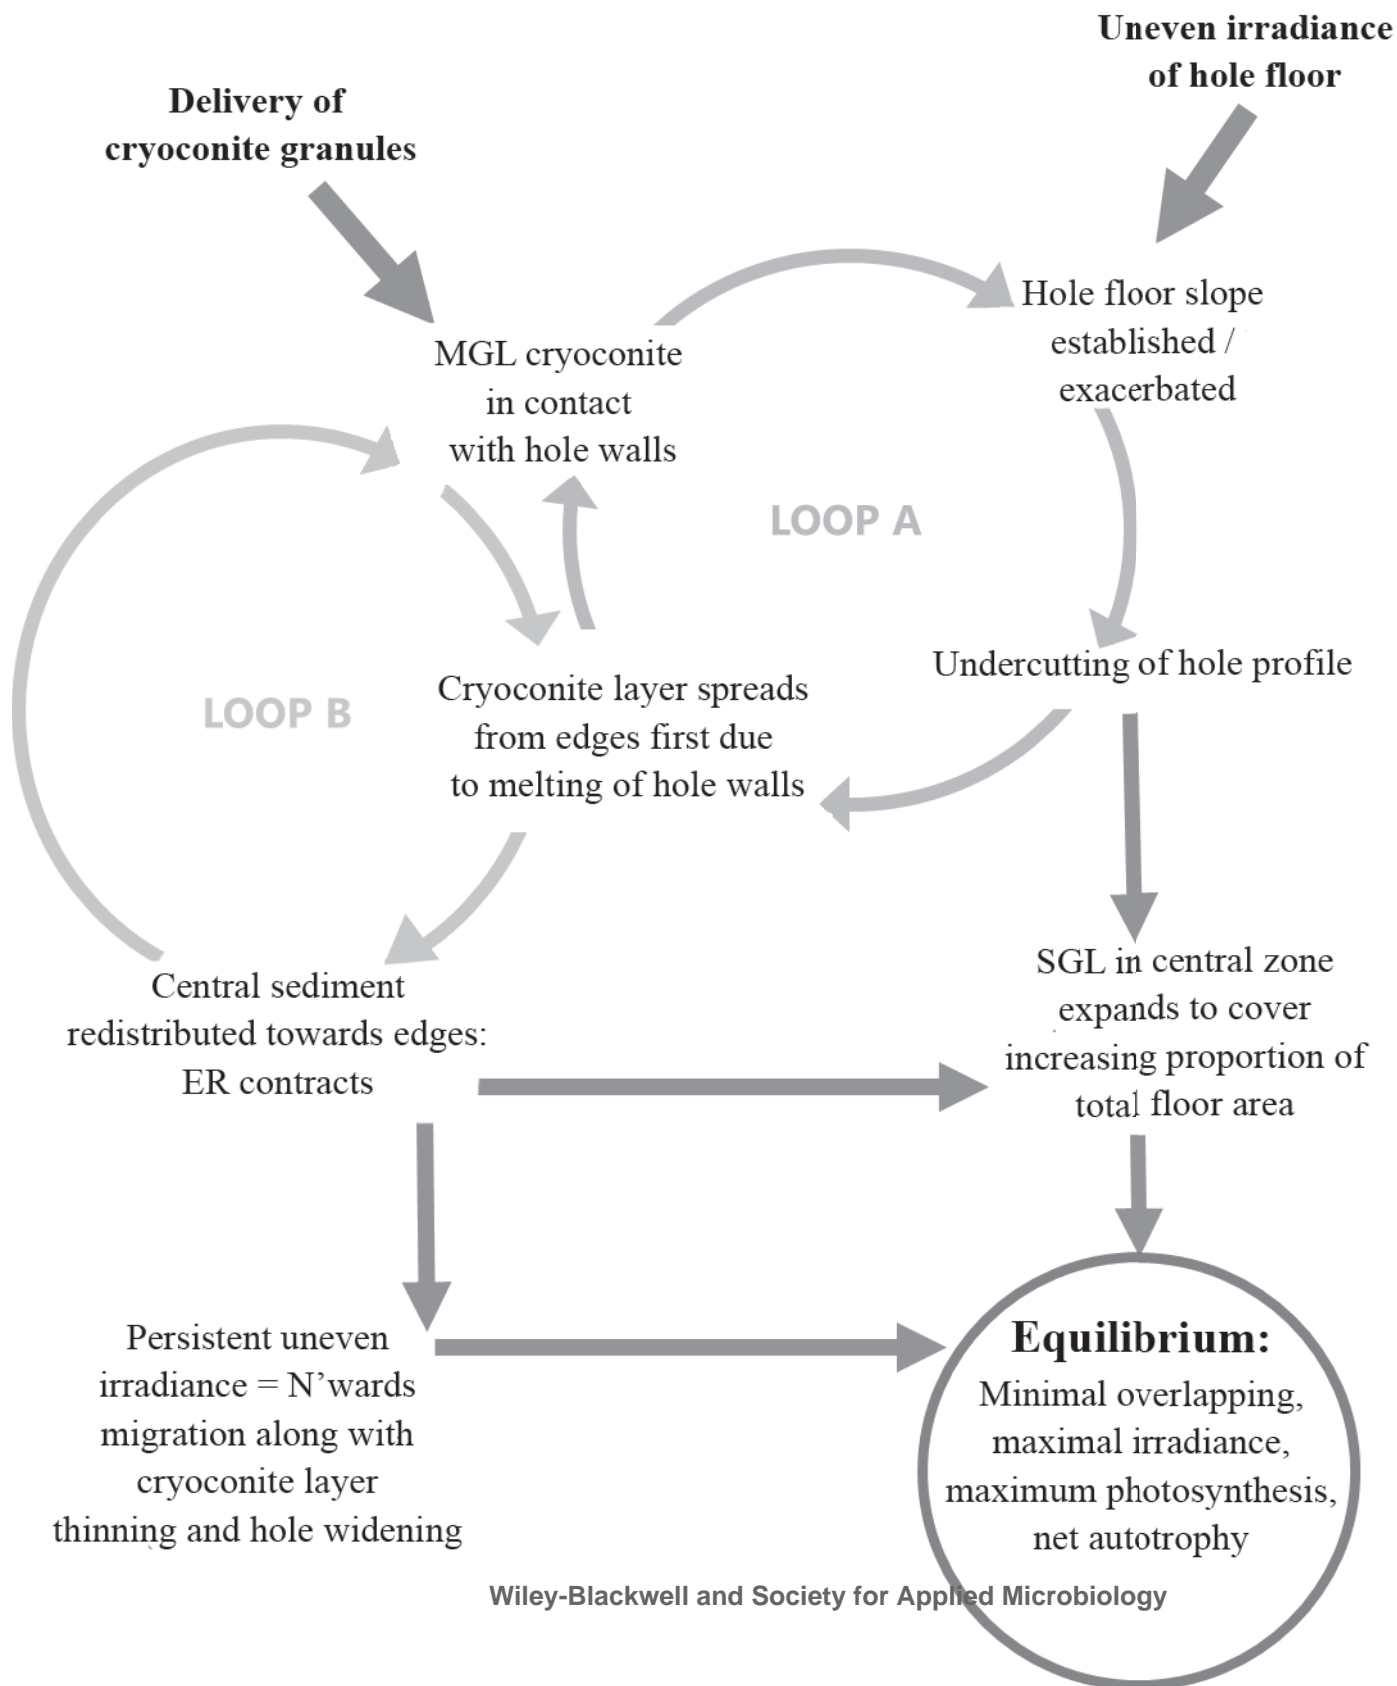 Uneven irradiance
of hole floor
Delivery of
cryoconite granules
Hole floor slope
established /
exacerbated
MGL cryoconite
in contact
with hole walls
LOOP A
Undercutting of hole profile
Cryoconite layer spreads
from edges first due
to melting of hole walls
LOOP B
SGL in central zone
expands to cover
increasing proportion of
total floor area
Central sediment
redistributed towards edges:
ER contracts
Persistent uneven
irradiance = N’wards
migration along with
cryoconite layer
thinning and hole widening
Equilibrium:
Minimal overlapping,
maximal irradiance,
maximum photosynthesis,
net autotrophy
Wiley-Blackwell and Society for Applied Microbiology